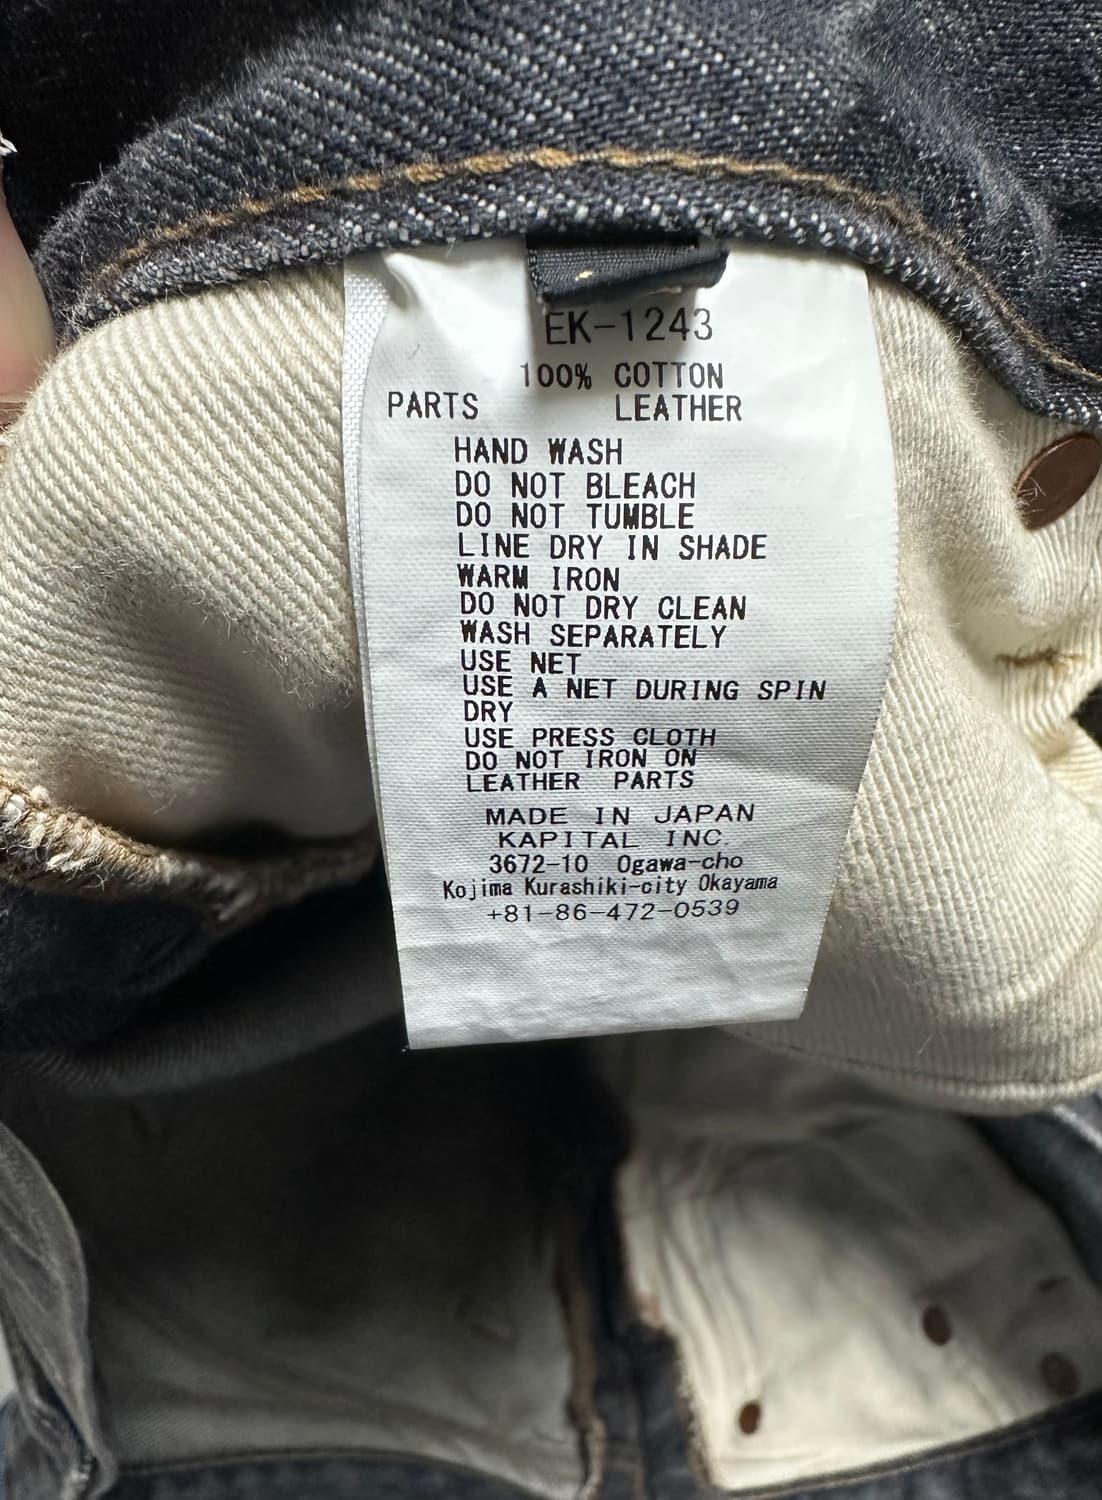 EK-1243
100% COTTON
PARTS LEATHER
HAND WASH
DO NOT BLEACH
DO NOT TUMBLE
LINE DRY IN SHADE
WARM IRON
DO NOT DRY CLEAN
WASH SEPARATELY
USE NET
USE A NET DURING SPIN
DRY
USE PRESS CLOTH
DO NOT IRON ON
LEATHER PARTS
MADE IN JAPAN
KAPITAL INC.
3672-10 Ogawa-cho
Kojima Kurashiki-city Okayama
+81-86-472-0539